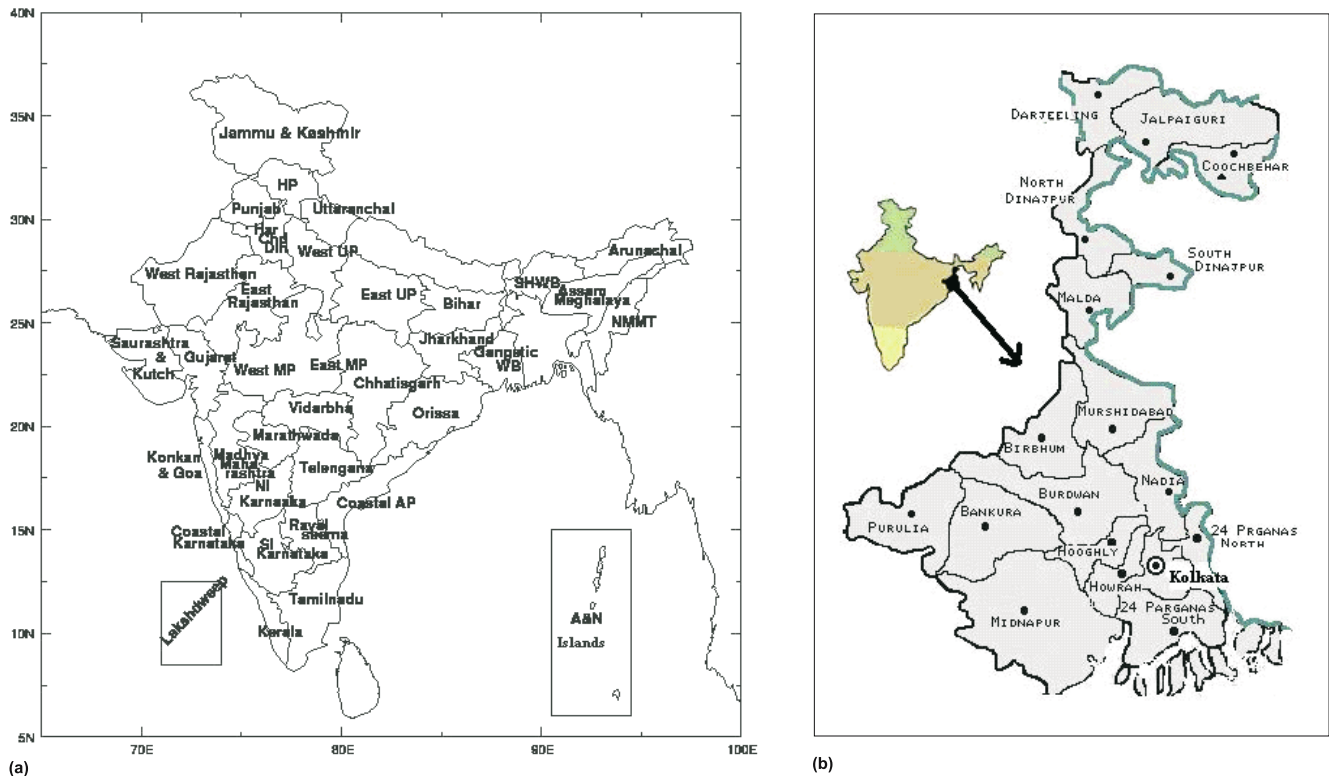 40N
35N
30N
25N
20N
15N
10N
5N
70E
80E
90E
100E
Jammu & Kashmir
HP
Punjab
Uttaranchal
Har
Chd
Dlh
West UP
Arunachal
West Rajasthan
East
Rajasthan
East UP
Bihar
SHWB
Assam
Meghalaya
NMMT
Saurashtra
&
Kutch
Gujarat
West MP
East MP
Jharkhand
Gangetic
WB
Chhatisgarh
Vidarbha
Orissa
Marathwada
Konkan
& Goa
Madhya
Maha
rashtra
Telengana
NI
Karnataka
Coastal AP
Coastal
Karnataka
Rayal
seema
SI
Karnataka
Lakshdweep
Tamilnadu
Kerala
A&N
Islands
(a)
DARJEELING
JALPAIGURI
COOCHBEHAR
NORTH
DINAJPUR
SOUTH
DINAJPUR
MALDA
MURSHIDABAD
BIRBHUM
NADIA
BURDWAN
BANKURA
PURULIA
HOOGHLY
24 PRGANAS
NORTH
Kolkata
HOWRAH
24 PARGANAS
SOUTH
MIDNAPUR
(b)